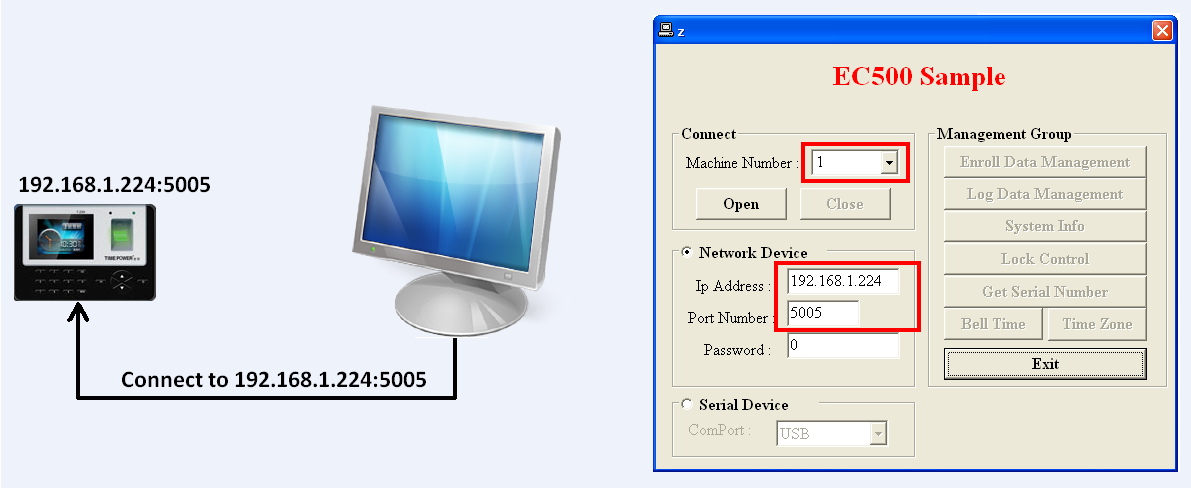 192.168.1.224:5005
TIME POWER
Connect to 192.168.1.224:5005
z
EC500 Sample
Connect
Machine Number :
1
Open
Close
Network Device
Ip Address :
192.168.1.224
Port Number :
5005
Password :
0
Serial Device
ComPort :
USB
Management Group
Enroll Data Management
Log Data Management
System Info
Lock Control
Get Serial Number
Bell Time
Time Zone
Exit